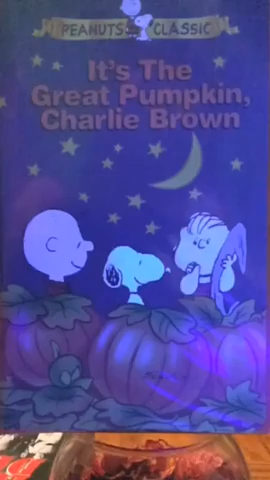 PEANUTS CLASSIC
It's The
Great Pumpkin,
Charlie Brown